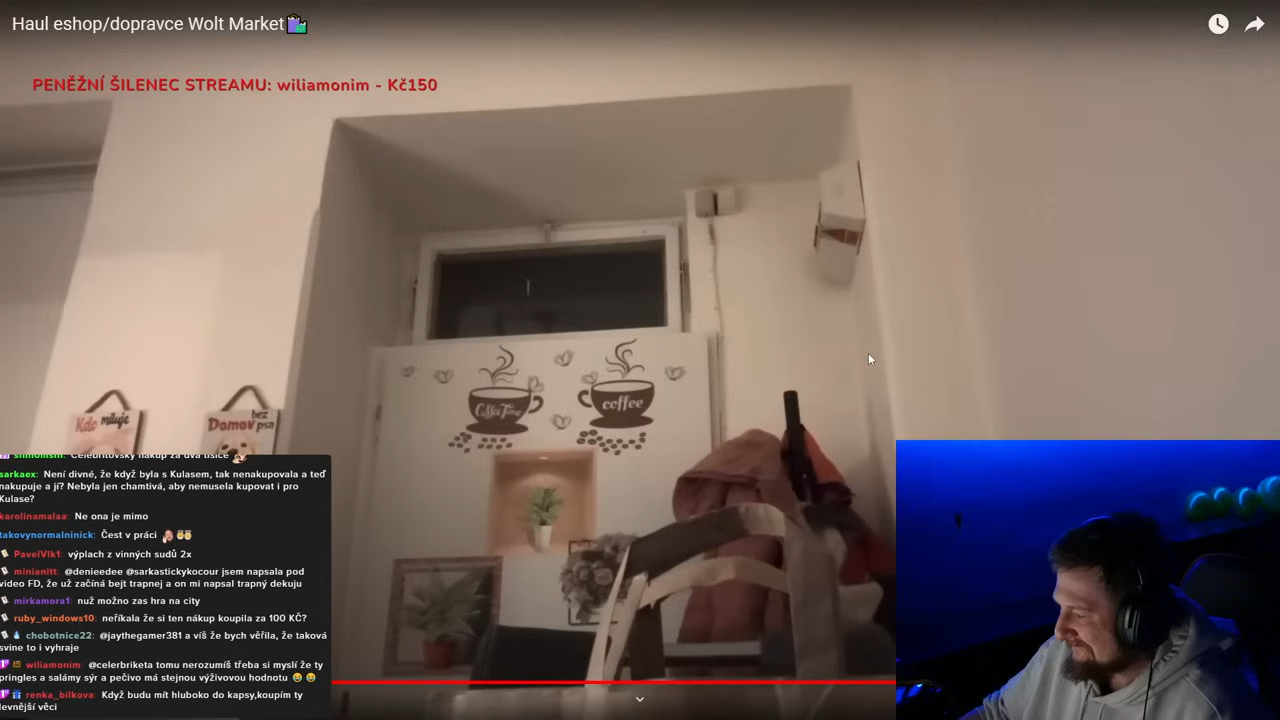 Haul eshop/dopravce Wolt Market
PENĚŽNÍ ŠILENEC STREAMU: wiliamonim - Kč150
Coffee Time
coffee
Kdo miluje
Domov bez psa
Celebritovský nákup za dva tisíce
sarkaex: Není divné, že když byla s Kulasem, tak nenakupovala a teď
nakupuje a jí? Nebyla jen chamtivá, aby nemusela kupovat i pro
Kulase?
karolinamalaa: Ne ona je mimo
takovynormalninick: Čest v práci
PavelVlk1: výplach z vinných sudů 2x
minianitt: @denieedee @sarkastickykocour jsem napsala pod
video FD, že už začíná bejt trapnej a on mi napsal trapný dekuju
mirkamora1: nuž možno zas hra na city
ruby_windows10: neříkala že si ten nákup koupila za 100 KČ?
chobotnice22: @jaythegamer381 a víš že bych věřila, že taková
svine to i vyhraje
wiliamonim: @celerbriketa tomu nerozumíš třeba si myslí že ty
pringles a salámy sýr a pečivo má stejnou výživovou hodnotu
renka_bilkova: Když budu mít hluboko do kapsy,koupím ty
levnější věci